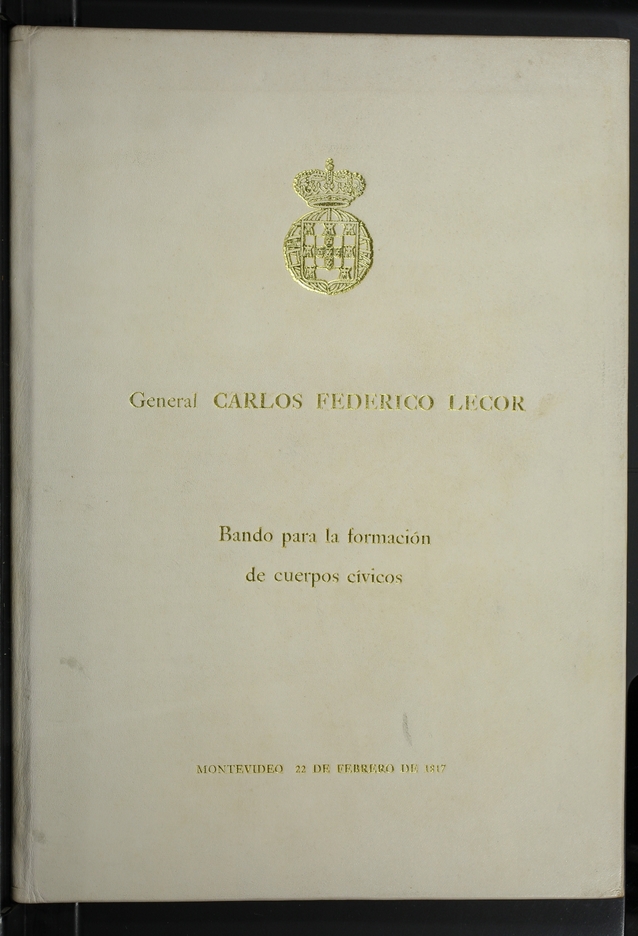 General CARLOS FEDERICO LECOR
Bando para la formación
de cuerpos cívicos
MONTEVIDEO 22 DE FEBRERO DE 1817